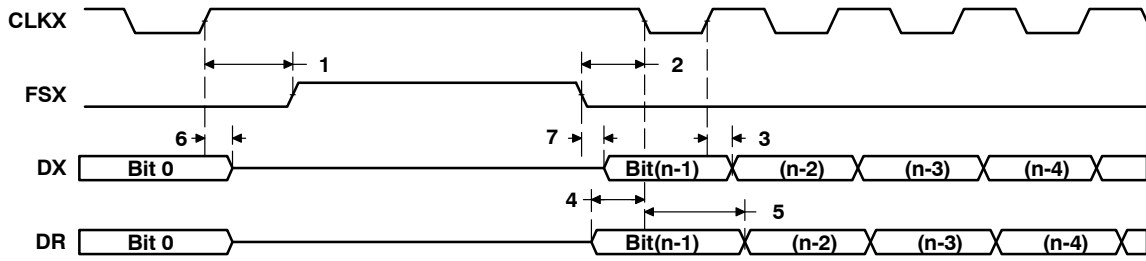 CLKX
1 2
FSX
6 7 3
DX Bit 0 Bit(n-1) (n-2) (n-3) (n-4)
4 5
DR Bit 0 Bit(n-1) (n-2) (n-3) (n-4)